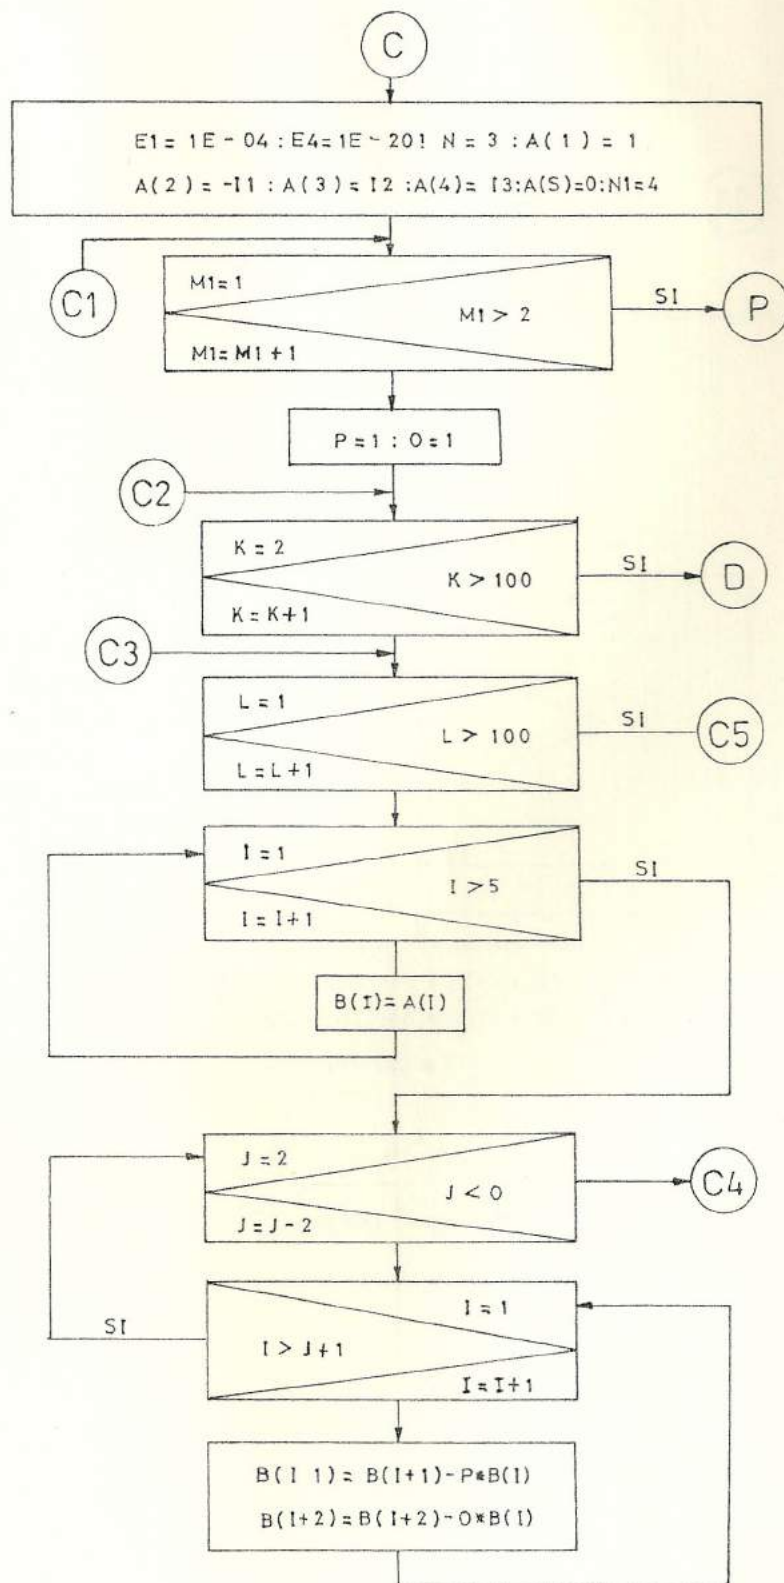 C
E1= 1E-04 : E4=1E-20! N = 3 : A(1) = 1
A(2) = -I1 : A(3) = I2 :A(4)= I3:A(S)=0:N1=4
C1
M1=1
M1 > 2
SI
P
M1= M1+1
P=1 : O=1
C2
K = 2
K > 100
SI
D
K= K+1
C3
L = 1
L > 100
SI
C5
L=L+1
I=1
I >5
SI
I=I+1
B(I)= A(I)
J=2
J<0
C4
J=J-2
I=1
SI
I > J+1
I=I+1
B(I 1)= B(I+1)-P*B(I)
B(I+2)=B(I+2)-O*B(I)